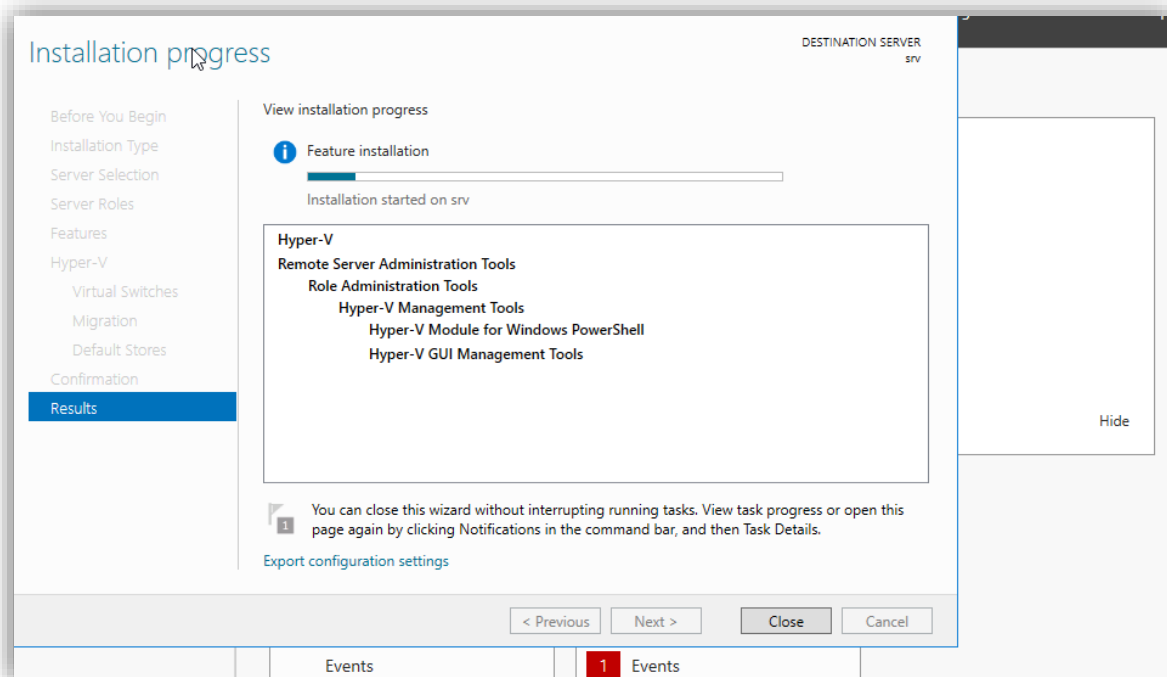 Installation progress
DESTINATION SERVER
srv
Before You Begin
Installation Type
Server Selection
Server Roles
Features
Hyper-V
Virtual Switches
Migration
Default Stores
Confirmation
Results
View installation progress
Feature installation
Installation started on srv
Hyper-V
Remote Server Administration Tools
Role Administration Tools
Hyper-V Management Tools
Hyper-V Module for Windows PowerShell
Hyper-V GUI Management Tools
1
You can close this wizard without interrupting running tasks. View task progress or open this
page again by clicking Notifications in the command bar, and then Task Details.
Export configuration settings
< Previous
Next >
Close
Cancel
Hide
Events
1 Events